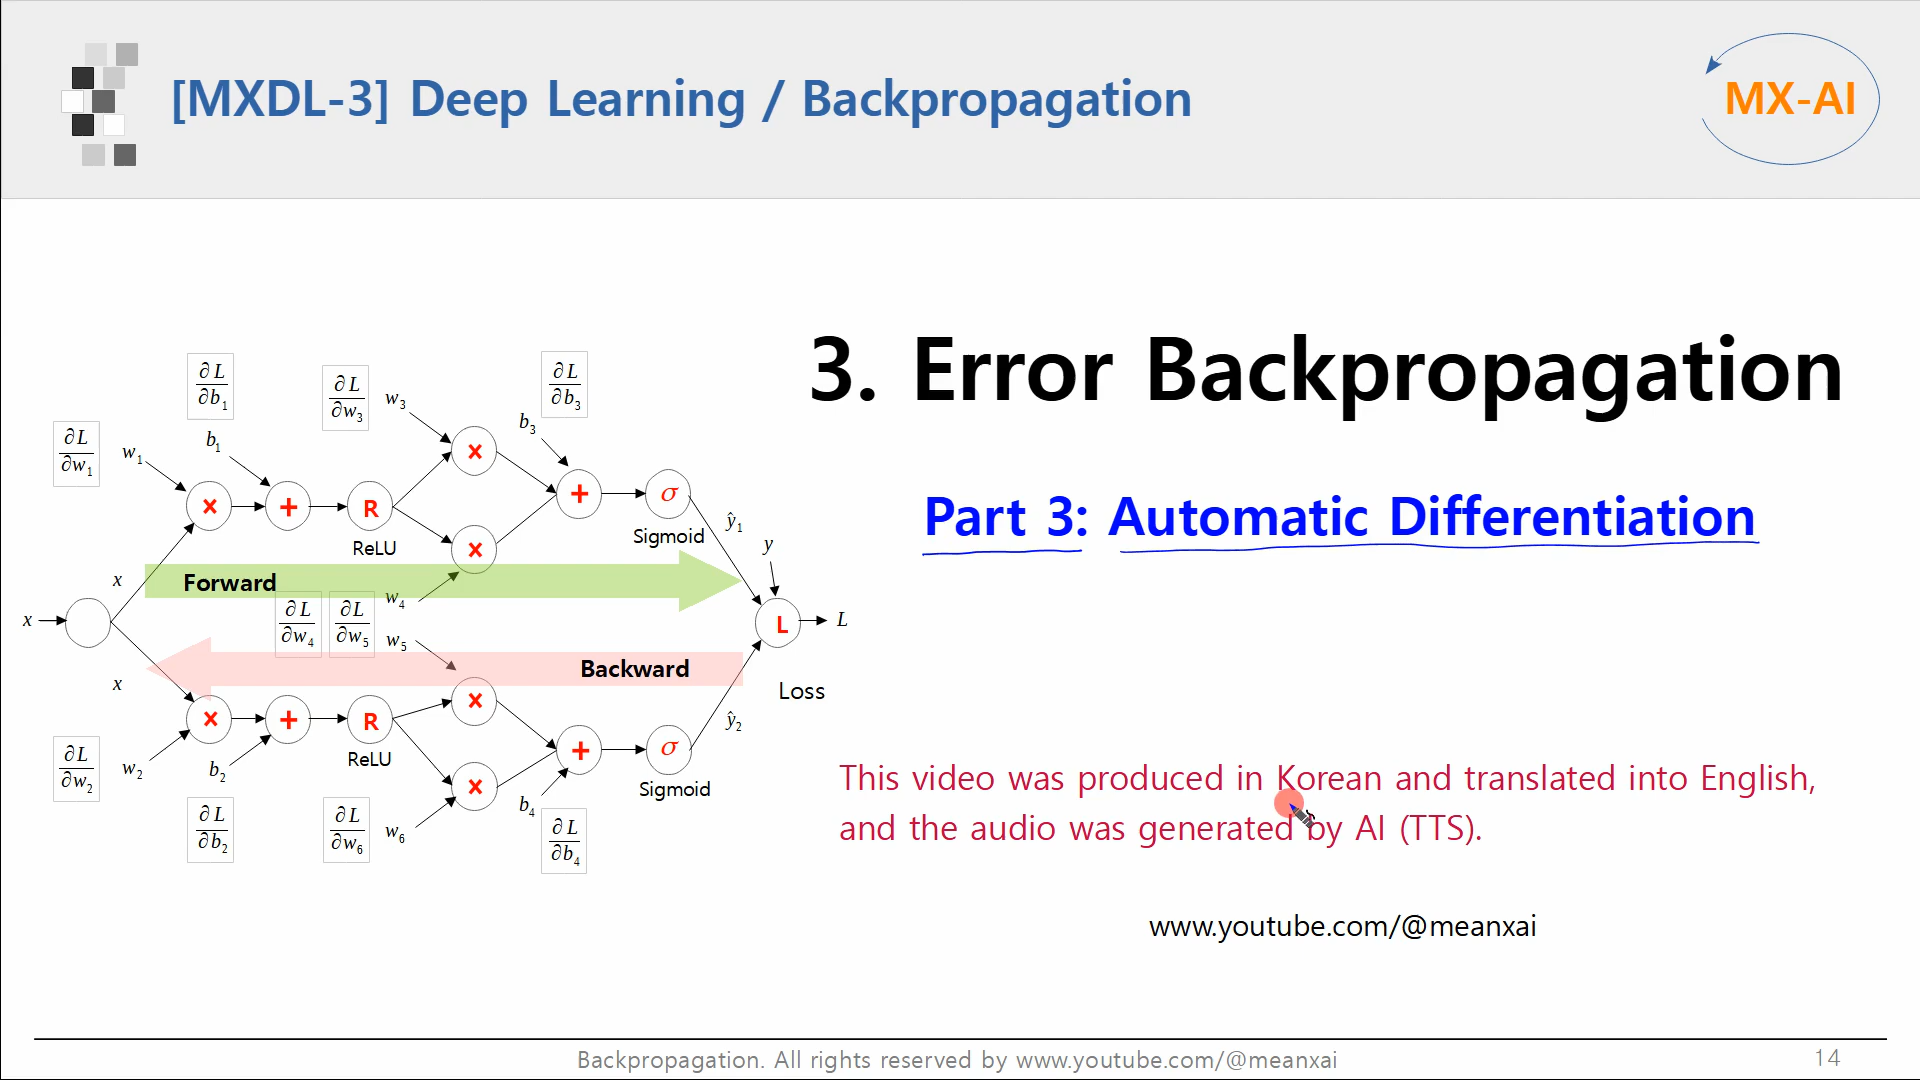 [MXDL-3] Deep Learning / Backpropagation
MX-AI
3. Error Backpropagation
Part 3: Automatic Differentiation
∂L/∂b₁
∂L/∂w₃
w₃
∂L/∂b₃
b₃
∂L/∂w₁
w₁
b₁
×
+
R
×
+
σ
ReLU
×
Sigmoid
ŷ₁
y
x
Forward
w₄
∂L/∂w₄
∂L/∂w₅
w₅
x
L
L
Backward
x
Loss
×
+
R
×
+
σ
ŷ₂
ReLU
×
Sigmoid
∂L/∂w₂
w₂
b₂
∂L/∂b₂
∂L/∂w₆
w₆
b₄
∂L/∂b₄
This video was produced in Korean and translated into English,
and the audio was generated by AI (TTS).
www.youtube.com/@meanxai
Backpropagation. All rights reserved by www.youtube.com/@meanxai
14